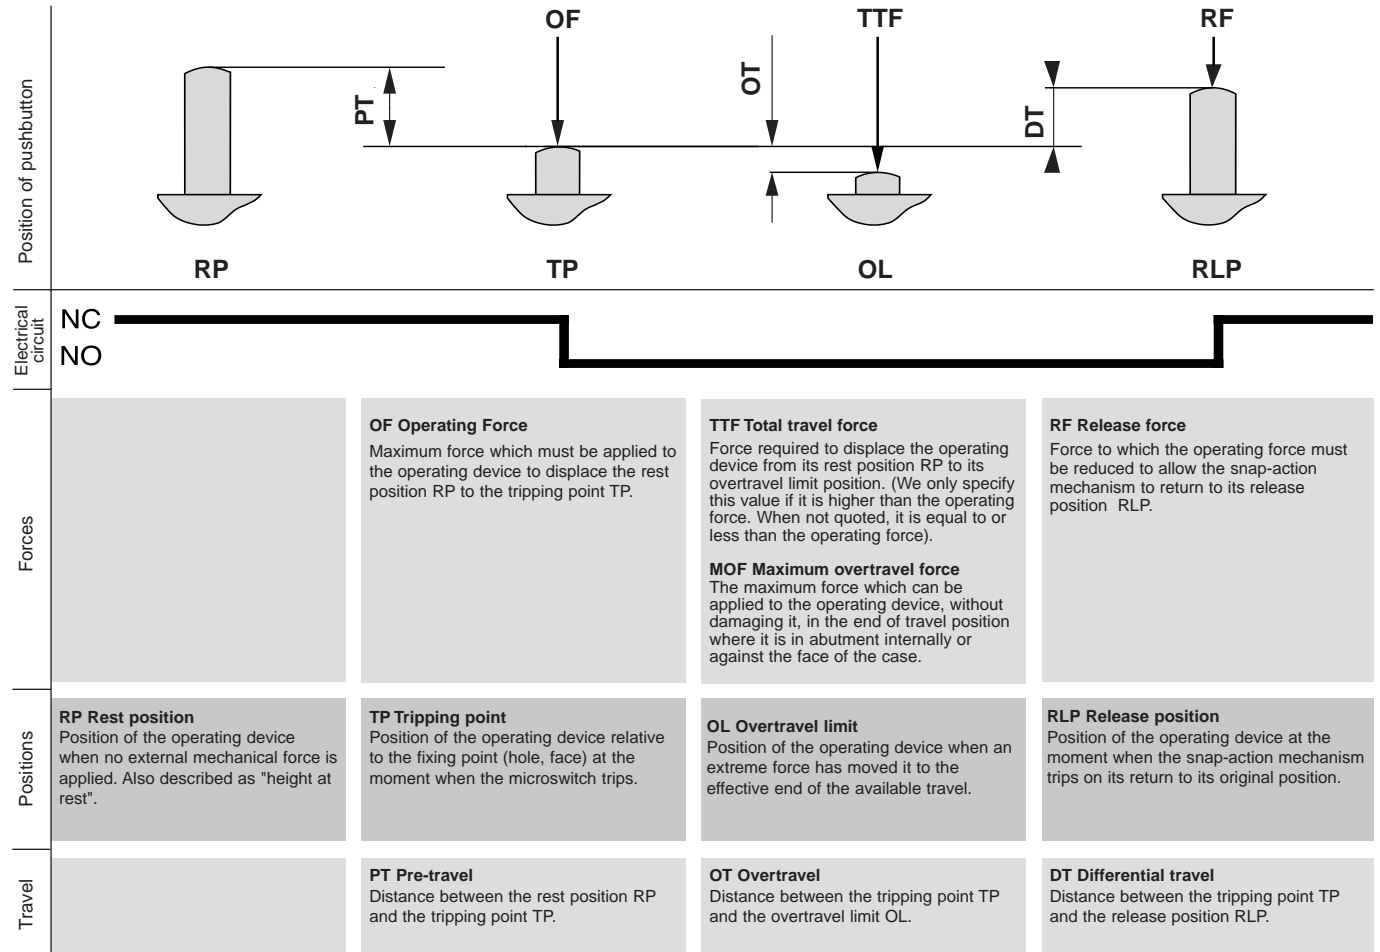 OF
TTF
RF
PT
OT
DT
Position of pushbutton
RP
TP
OL
RLP
Electrical
circuit
NC
NO
Forces
OF Operating Force
Maximum force which must be applied to
the operating device to displace the rest
position RP to the tripping point TP.
TTF Total travel force
Force required to displace the operating
device from its rest position RP to its
overtravel limit position. (We only specify
this value if it is higher than the operating
force. When not quoted, it is equal to or
less than the operating force).
MOF Maximum overtravel force
The maximum force which can be
applied to the operating device, without
damaging it, in the end of travel position
where it is in abutment internally or
against the face of the case.
RF Release force
Force to which the operating force must
be reduced to allow the snap-action
mechanism to return to its release
position RLP.
Positions
RP Rest position
Position of the operating device
when no external mechanical force is
applied. Also described as "height at
rest".
TP Tripping point
Position of the operating device relative
to the fixing point (hole, face) at the
moment when the microswitch trips.
OL Overtravel limit
Position of the operating device when an
extreme force has moved it to the
effective end of the available travel.
RLP Release position
Position of the operating device at the
moment when the snap-action mechanism
trips on its return to its original position.
Travel
PT Pre-travel
Distance between the rest position RP
and the tripping point TP.
OT Overtravel
Distance between the tripping point TP
and the overtravel limit OL.
DT Differential travel
Distance between the tripping point TP
and the release position RLP.